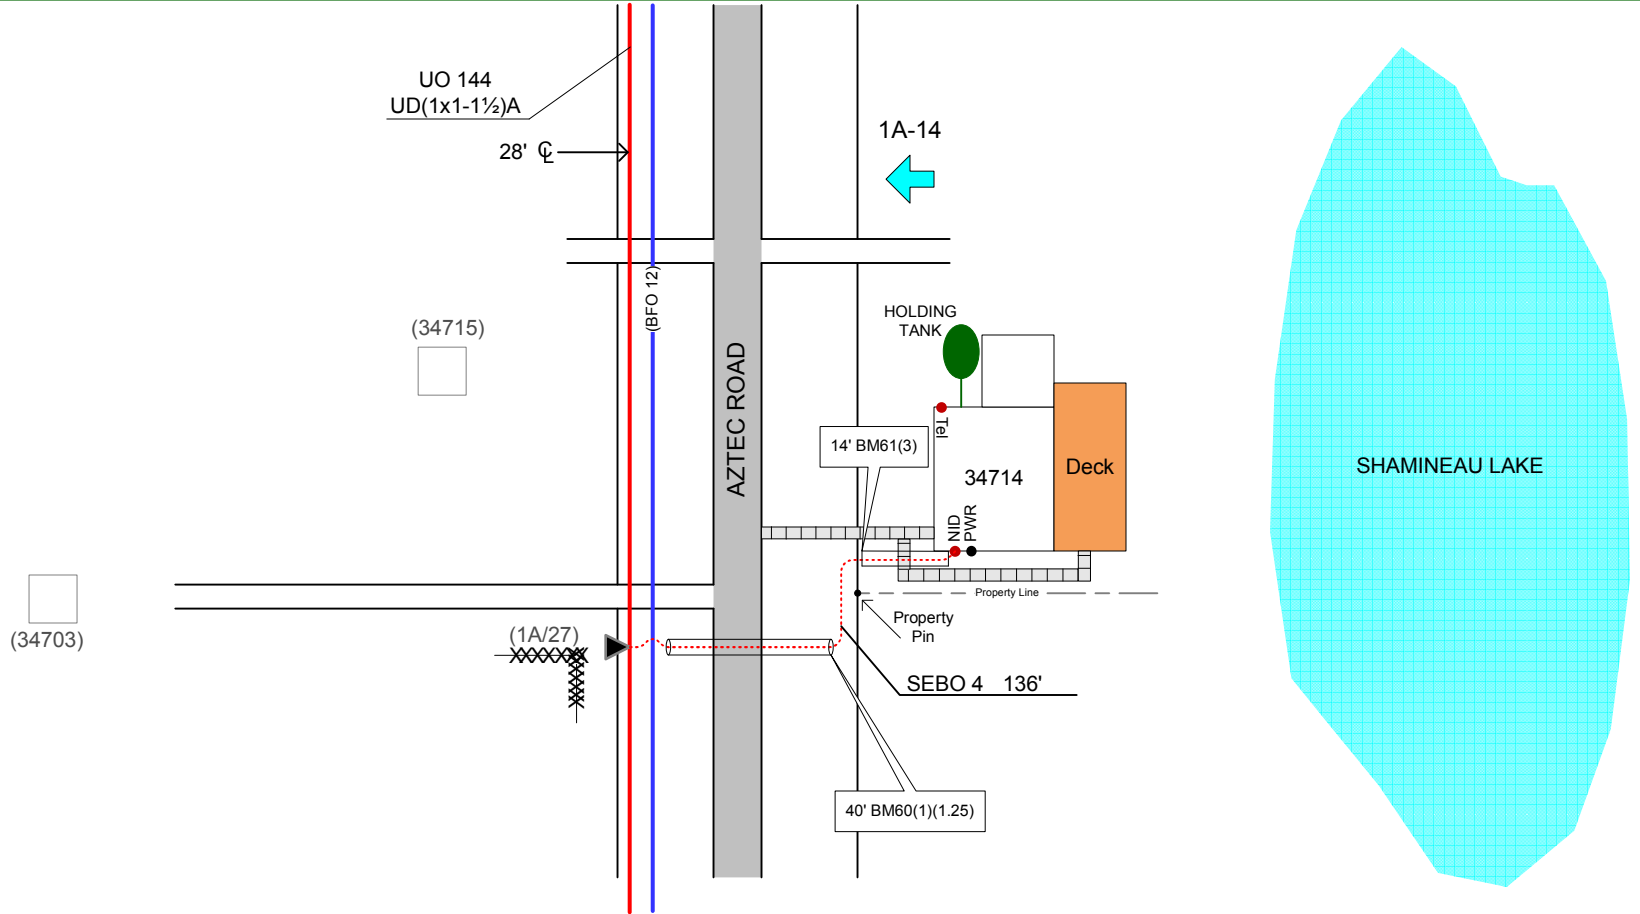 UO 144
UD(1x1-1½)A
28' ℄
1A-14
(BFO 12)
(34715)
HOLDING
TANK
AZTEC ROAD
Tel
14' BM61(3)
34714
Deck
SHAMINEAU LAKE
NID
PWR
Property Line
(34703)
(1A/27)
XXXXXX
XXXXXX
Property
Pin
SEBO 4 136'
40' BM60(1)(1.25)